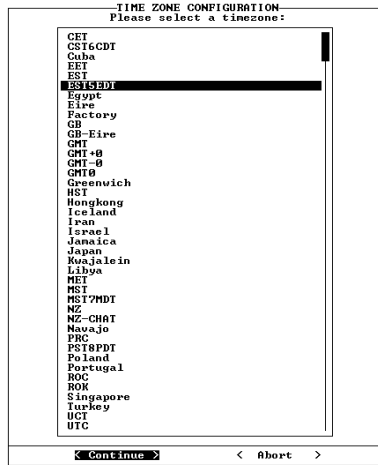 TIME ZONE CONFIGURATION
Please select a timezone:
CET
CST6CDT
Cuba
EET
EST
EST5EDT
Egypt
Eire
Factory
GB
GB-Eire
GMT
GMT+0
GMT-0
GMT0
Greenwich
HST
Hongkong
Iceland
Iran
Israel
Jamaica
Japan
Kwajalein
Libya
MET
MST
MST7MDT
NZ
NZ-CHAT
Navajo
PRC
PST8PDT
Poland
Portugal
ROC
ROK
Singapore
Turkey
UCT
UTC
< Continue > < Abort >